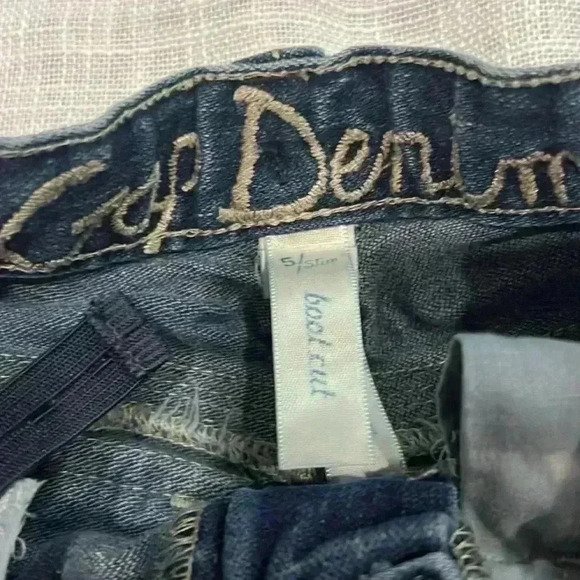 Gap Denim
5/Slim
boot cut